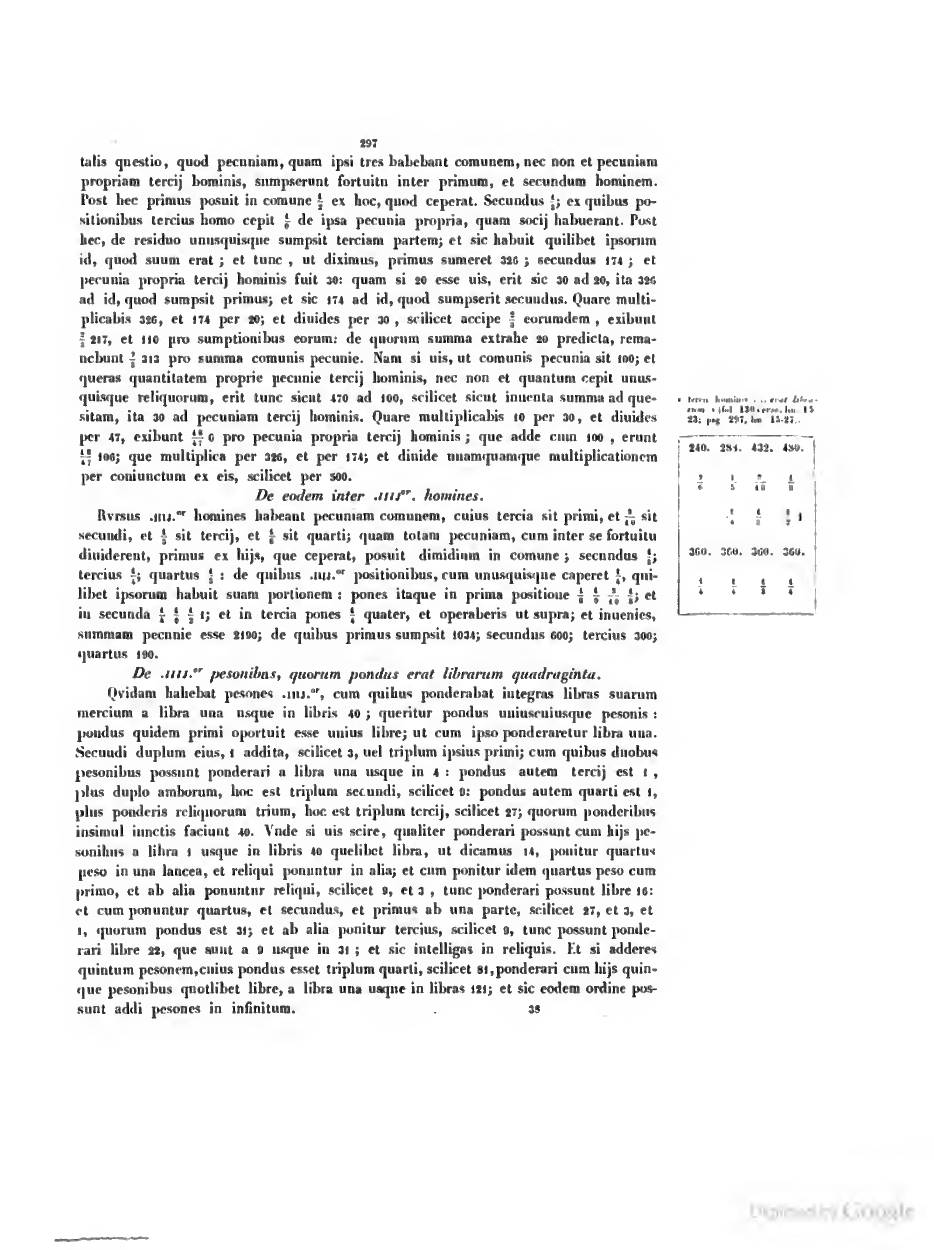 297
talis questio, quod pecuniam, quam ipsi tres habebant comunem, nec non et pecuniam
propriam tercij hominis, sumpserunt fortuitu inter primum, et secundum hominem.
Post hec primus posuit in comune 1/2 ex hoc, quod ceperat. Secundus 1/3; ex quibus po-
sitionibus tercius homo cepit 1/6 de ipsa pecunia propria, quam socij habuerant. Post
hec, de residuo unusquisque sumpsit terciam partem; et sic habuit quilibet ipsorum
id, quod suum erat; et tunc, ut diximus, primus sumeret 326; secundus 174; et
pecunia propria tercij hominis fuit 30: quam si 20 esse uis, erit sic 30 ad 20, ita 326
ad id, quod sumpsit primus; et sic 174 ad id, quod sumpserit secundus. Quare multi-
plicabis 326, et 174 per 20; et diuides per 30, scilicet accipe 2/3 eorumdem, exibunt
1/3 217, et 110 pro sumptionibus eorum: de quorum summa extrahe 20 predicta, rema-
nebunt 1/3 313 pro summa comunis pecunie. Nam si uis, ut comunis pecunia sit 100; et
queras quantitatem proprie pecunie tercij hominis, nec non et quantum cepit unus-
quisque reliquorum, erit tunc sicut 470 ad 100, scilicet sicut inuenta summa ad que-
sitam, ita 30 ad pecuniam tercij hominis. Quare multiplicabis 10 per 30, et diuides
per 47, exibunt 18/47 6 pro pecunia propria tercij hominis; que adde cum 100, erunt
18/47 106; que multiplica per 326, et per 174; et diuide unamquamque multiplicationem
per coniunctum ex eis, scilicet per 500.
De eodem inter .IIIIor. homines.
Rvrsus .IIIJ.or homines habeant pecuniam comunem, cuius tercia sit primi, et sit
secundi, et sit tercij, et sit quarti; quam totam pecuniam, cum inter se fortuitu
diuiderent, primus ex hijs, que ceperat, posuit dimidium in comune; secundus 1/3;
tercius 1/4; quartus 1/5: de quibus .IIIJ.or positionibus, cum unusquisque caperet 1/4, qui-
libet ipsorum habuit suam portionem: pones itaque in prima positione et
in secunda 1; et in tercia pones 1/4 quater, et operaberis ut supra; et inuenies,
summam pecunie esse 2190; de quibus primus sumpsit 1034; secundus 600; tercius 300;
quartus 190.
De .IIIJ.or pesonibus, quorum pondus erat librarum quadraginta.
Qvidam habebat pesones .IIIJ.or, cum quibus ponderabat integras libras suarum
mercium a libra una usque in libris 40; queritur pondus uniuscuiusque pesonis:
pondus quidem primi oportuit esse unius libre; ut cum ipso ponderaretur libra una.
Secundi duplum eius, 1 addita, scilicet 3, uel triplum ipsius primi; cum quibus duobus
pesonibus possunt ponderari a libra una usque in 4: pondus autem tercij est 1,
plus duplo amborum, hoc est triplum secundi, scilicet 9: pondus autem quarti est 1,
plus ponderis reliquorum trium, hoc est triplum tercij, scilicet 27; quorum ponderibus
insimul iunctis faciunt 40. Vnde si uis scire, qualiter ponderari possunt cum hijs pe-
sonibus a libra 1 usque in libris 40 quelibet libra, ut dicamus 14, ponitur quartus
peso in una lancea, et reliqui ponuntur in alia; et cum ponitur idem quartus peso cum
primo, et ab alia ponuntur reliqui, scilicet 9, et 3, tunc ponderari possunt libre 16:
et cum ponuntur quartus, et secundus, et primus ab una parte, scilicet 27, et 3, et
1, quorum pondus est 31; et ab alia ponitur tercius, scilicet 9, tunc possunt ponde-
rari libre 22, que sunt a 9 usque in 31; et sic intelligas in reliquis. Et si adderes
quintum pesonem, cuius pondus esset triplum quarti, scilicet 81, ponderari cum hijs quin-
que pesonibus quotlibet libre, a libra una usque in libras 121; et sic eodem ordine pos-
sunt addi pesones in infinitum.
38
« tercij hominis ... erat libra-
rum » (fol. 130 verso, lin. 15
23; pag. 297, lin. 15-27).
240. 284. 432. 480.
360. 360. 360. 360.
Digitized by Google